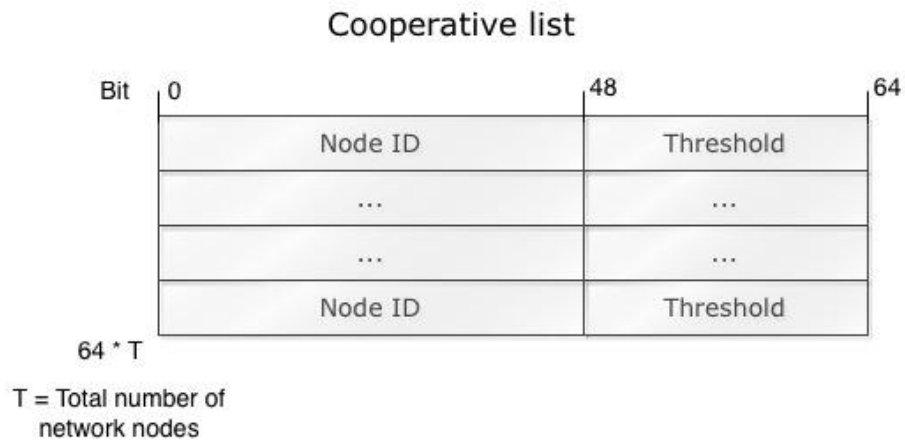 Cooperative list
Bit 0 48 64
Node ID Threshold
... ...
... ...
Node ID Threshold
64 * T
T = Total number of
network nodes